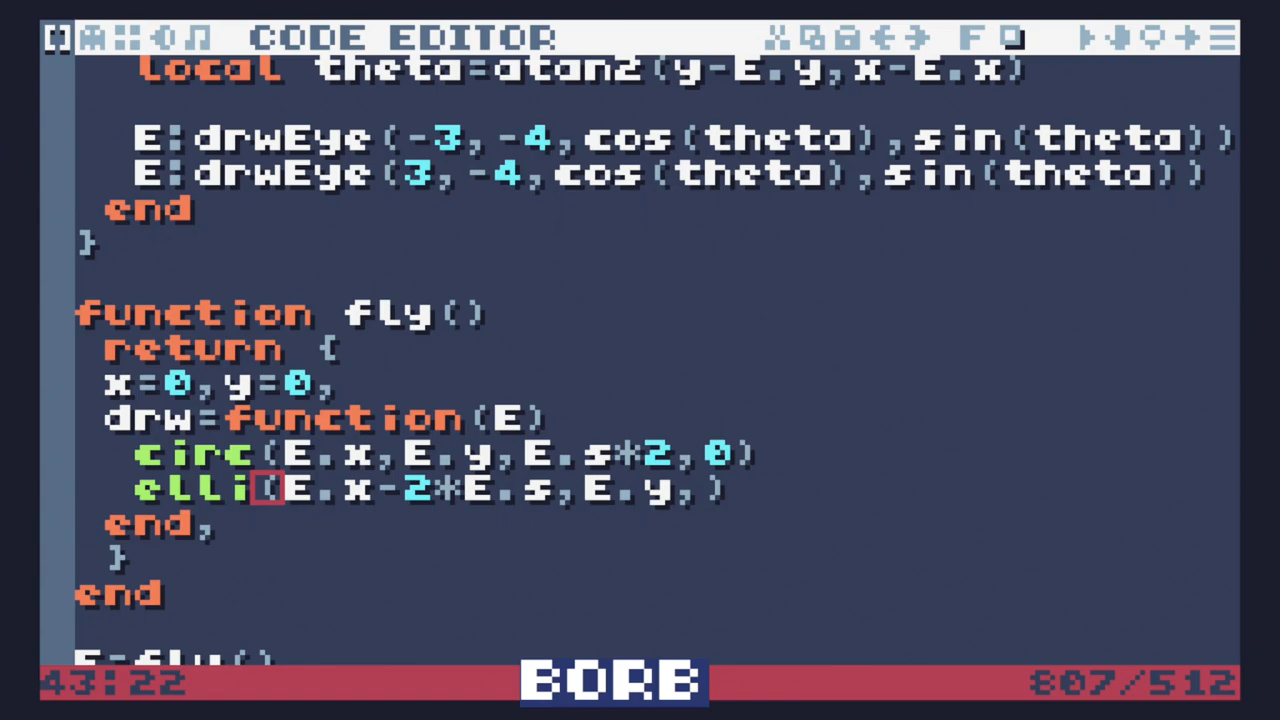 CODE EDITOR F
local theta=atan2(y-E.y,x-E.x)
E:drwEye(-3,-4,cos(theta),sin(theta))
E:drwEye(3,-4,cos(theta),sin(theta))
end
}
function fly()
return {
x=0,y=0,
drw=function(E)
circ(E.x,E.y,E.s*2,0)
elli(E.x-2*E.s,E.y,)
end,
}
end
F=fly()
43:22 BORB 807/512